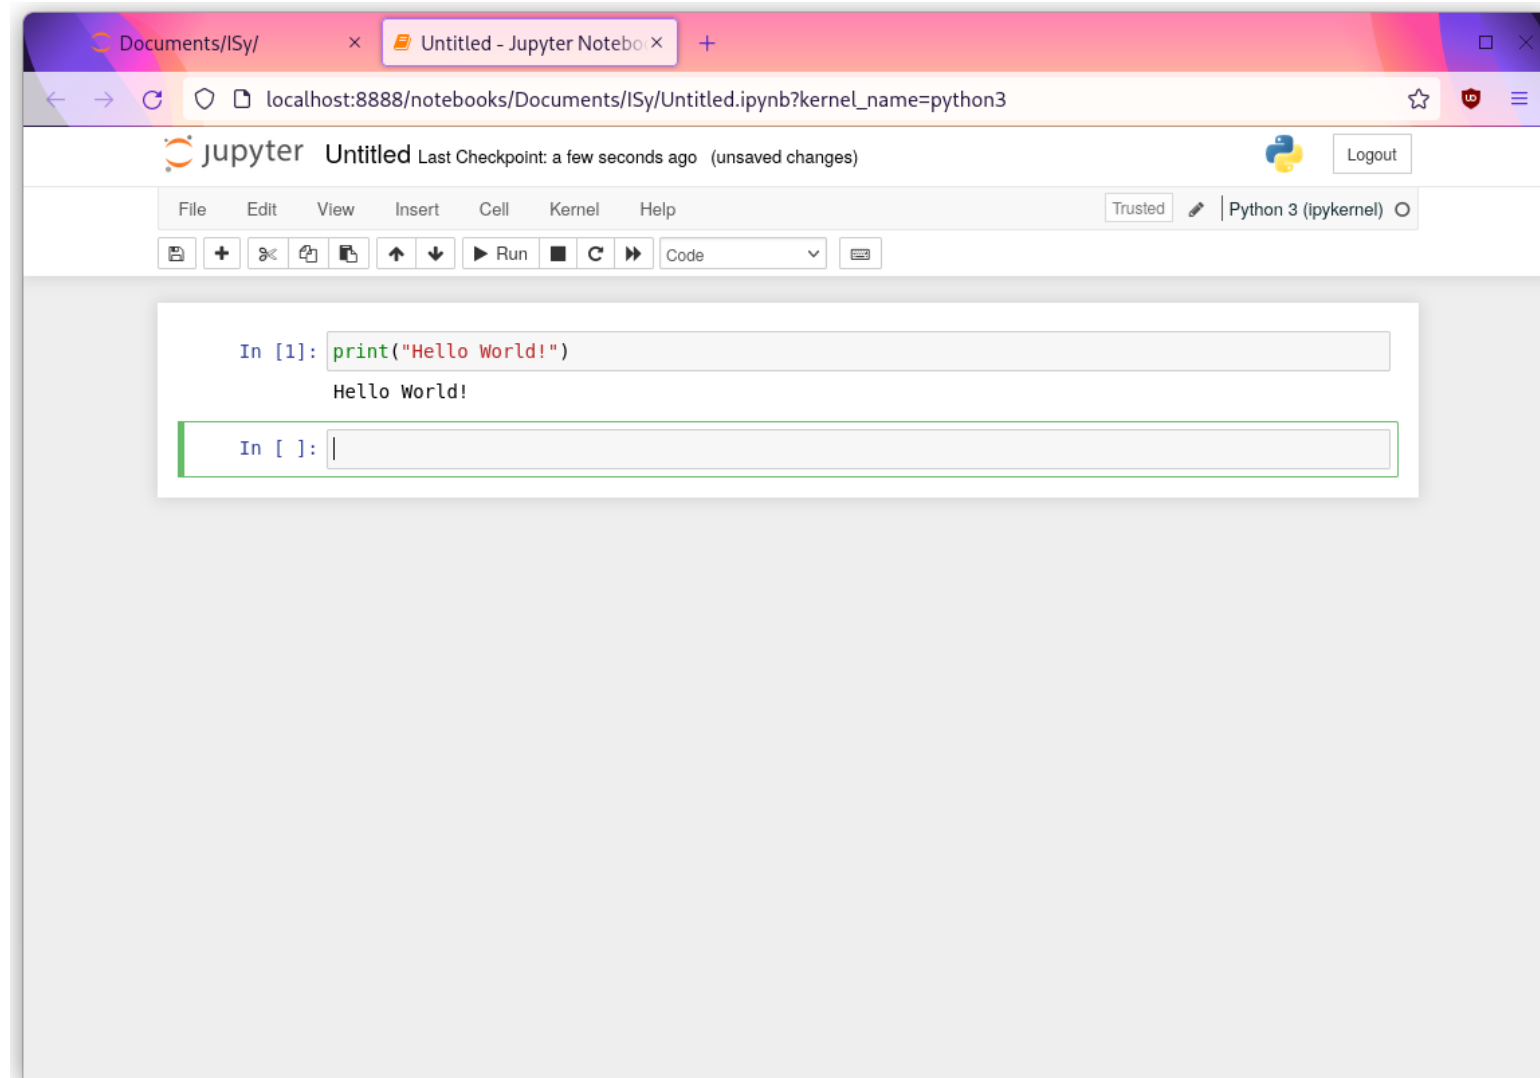 Documents/ISy/
Untitled - Jupyter Notebo
localhost:8888/notebooks/Documents/ISy/Untitled.ipynb?kernel_name=python3
jupyter Untitled Last Checkpoint: a few seconds ago (unsaved changes)
Logout
File Edit View Insert Cell Kernel Help
Trusted Python 3 (ipykernel)
Run Code
In [1]: print("Hello World!")
Hello World!
In [ ]: